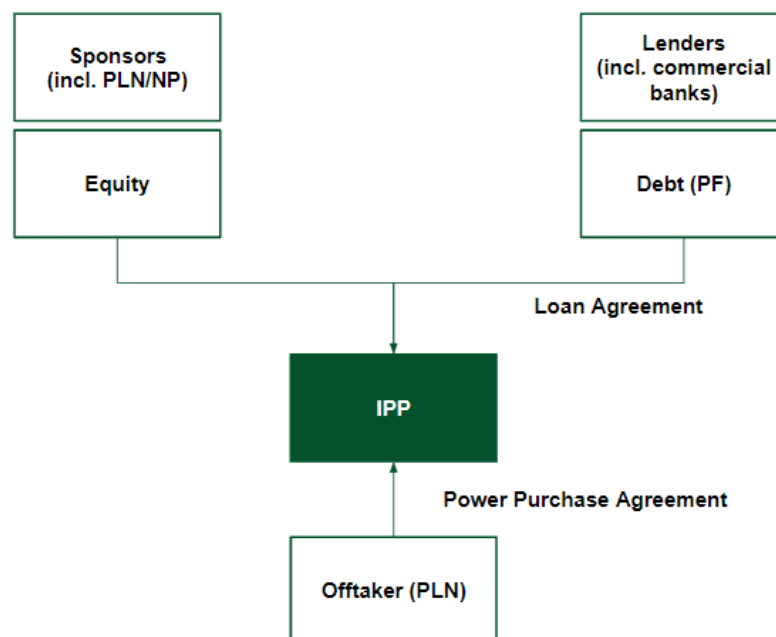 Sponsors
(incl. PLN/NP)
Lenders
(incl. commercial
banks)
Equity
Debt (PF)
Loan Agreement
IPP
Power Purchase Agreement
Offtaker (PLN)